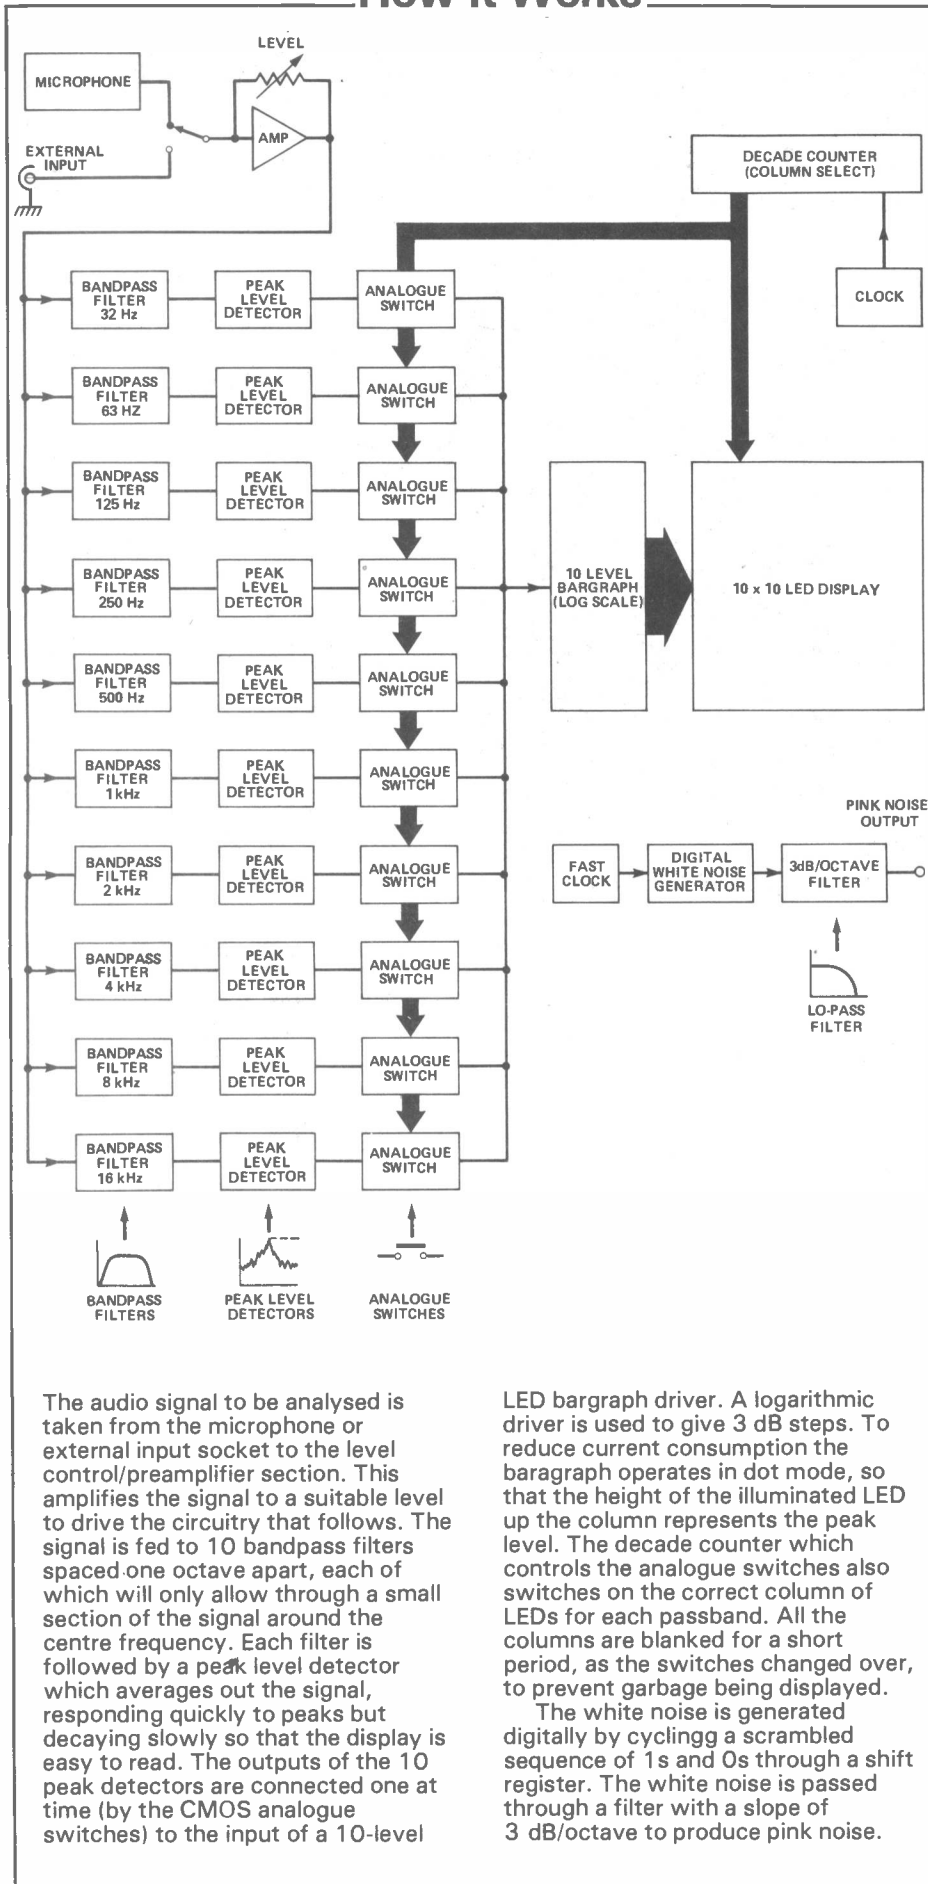 How It Works
LEVEL
MICROPHONE
AMP
EXTERNAL
INPUT
DECADE COUNTER
(COLUMN SELECT)
CLOCK
BANDPASS
FILTER
32 Hz
PEAK
LEVEL
DETECTOR
ANALOGUE
SWITCH
BANDPASS
FILTER
63 HZ
PEAK
LEVEL
DETECTOR
ANALOGUE
SWITCH
BANDPASS
FILTER
125 Hz
PEAK
LEVEL
DETECTOR
ANALOGUE
SWITCH
BANDPASS
FILTER
250 Hz
PEAK
LEVEL
DETECTOR
ANALOGUE
SWITCH
10 LEVEL
BARGRAPH
(LOG SCALE)
10 x 10 LED DISPLAY
BANDPASS
FILTER
500 Hz
PEAK
LEVEL
DETECTOR
ANALOGUE
SWITCH
BANDPASS
FILTER
1kHz
PEAK
LEVEL
DETECTOR
ANALOGUE
SWITCH
PINK NOISE
OUTPUT
BANDPASS
FILTER
2 kHz
PEAK
LEVEL
DETECTOR
ANALOGUE
SWITCH
FAST
CLOCK
DIGITAL
WHITE NOISE
GENERATOR
3dB/OCTAVE
FILTER
BANDPASS
FILTER
4 kHz
PEAK
LEVEL
DETECTOR
ANALOGUE
SWITCH
LO-PASS
FILTER
BANDPASS
FILTER
8 kHz
PEAK
LEVEL
DETECTOR
ANALOGUE
SWITCH
BANDPASS
FILTER
16 kHz
PEAK
LEVEL
DETECTOR
ANALOGUE
SWITCH
BANDPASS
FILTERS
PEAK LEVEL
DETECTORS
ANALOGUE
SWITCHES
The audio signal to be analysed is
taken from the microphone or
external input socket to the level
control/preamplifier section. This
amplifies the signal to a suitable level
to drive the circuitry that follows. The
signal is fed to 10 bandpass filters
spaced one octave apart, each of
which will only allow through a small
section of the signal around the
centre frequency. Each filter is
followed by a peak level detector
which averages out the signal,
responding quickly to peaks but
decaying slowly so that the display is
easy to read. The outputs of the 10
peak detectors are connected one at
time (by the CMOS analogue
switches) to the input of a 10-level
LED bargraph driver. A logarithmic
driver is used to give 3 dB steps. To
reduce current consumption the
baragraph operates in dot mode, so
that the height of the illuminated LED
up the column represents the peak
level. The decade counter which
controls the analogue switches also
switches on the correct column of
LEDs for each passband. All the
columns are blanked for a short
period, as the switches changed over,
to prevent garbage being displayed.
The white noise is generated
digitally by cyclingg a scrambled
sequence of 1s and 0s through a shift
register. The white noise is passed
through a filter with a slope of
3 dB/octave to produce pink noise.